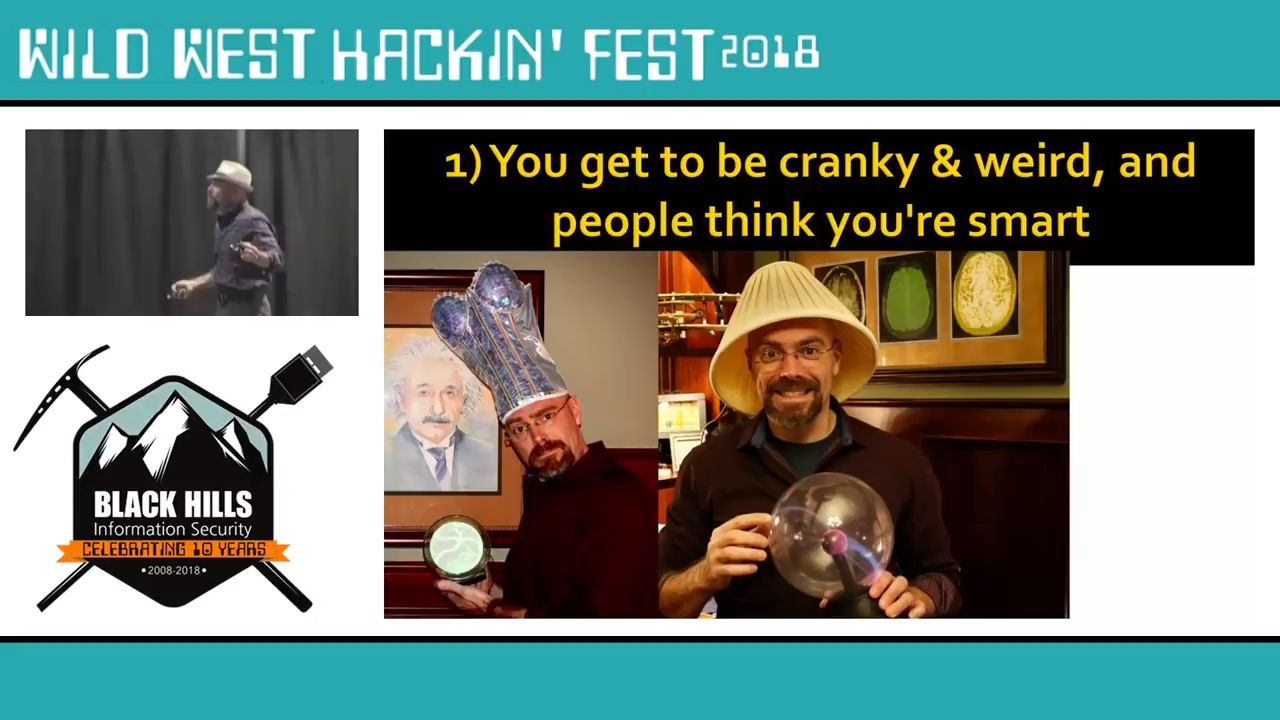 WILD WEST HACKIN' FEST 2018
1) You get to be cranky & weird, and
people think you're smart
BLACK HILLS
Information Security
CELEBRATING 10 YEARS
•2008-2018•